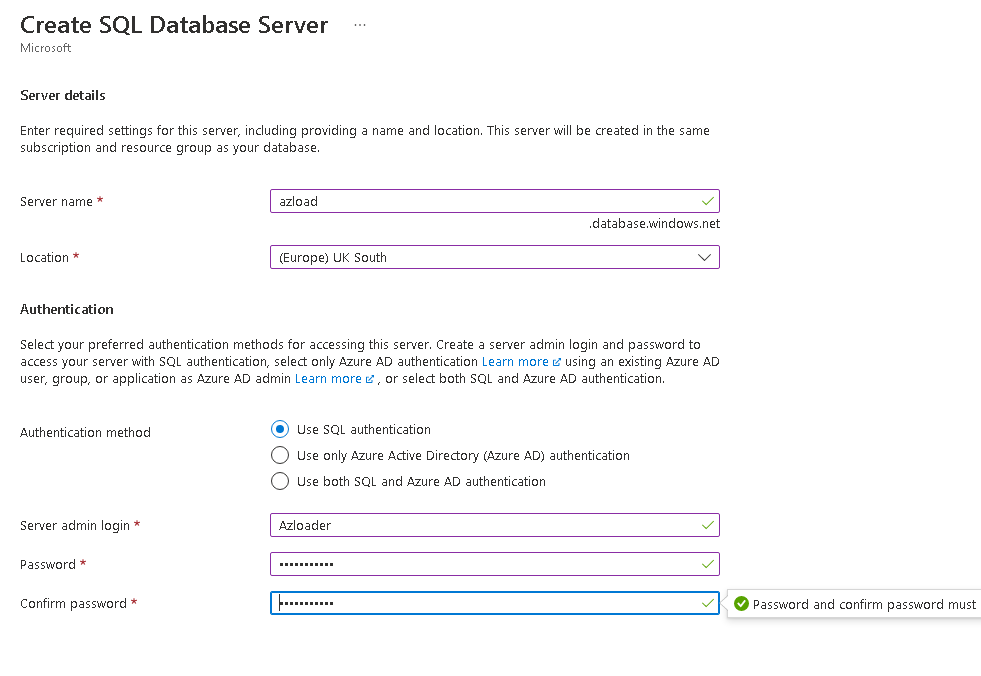 Create SQL Database Server ...
Microsoft
Server details
Enter required settings for this server, including providing a name and location. This server will be created in the same
subscription and resource group as your database.
Server name *
azload
.database.windows.net
Location *
(Europe) UK South
Authentication
Select your preferred authentication methods for accessing this server. Create a server admin login and password to
access your server with SQL authentication, select only Azure AD authentication Learn more using an existing Azure AD
user, group, or application as Azure AD admin Learn more , or select both SQL and Azure AD authentication.
Authentication method
Use SQL authentication
Use only Azure Active Directory (Azure AD) authentication
Use both SQL and Azure AD authentication
Server admin login *
Azloader
Password *
•••••••••••
Confirm password *
•••••••••••
Password and confirm password must